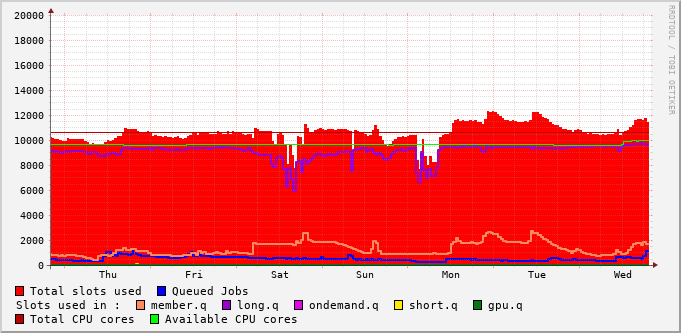 20000
18000
16000
14000
12000
10000
8000
6000
4000
2000
0
Thu Fri Sat Sun Mon Tue Wed
RRDTOOL / TOBI OETIKER
Total slots used Queued Jobs
Slots used in : member.q long.q ondemand.q short.q gpu.q
Total CPU cores Available CPU cores